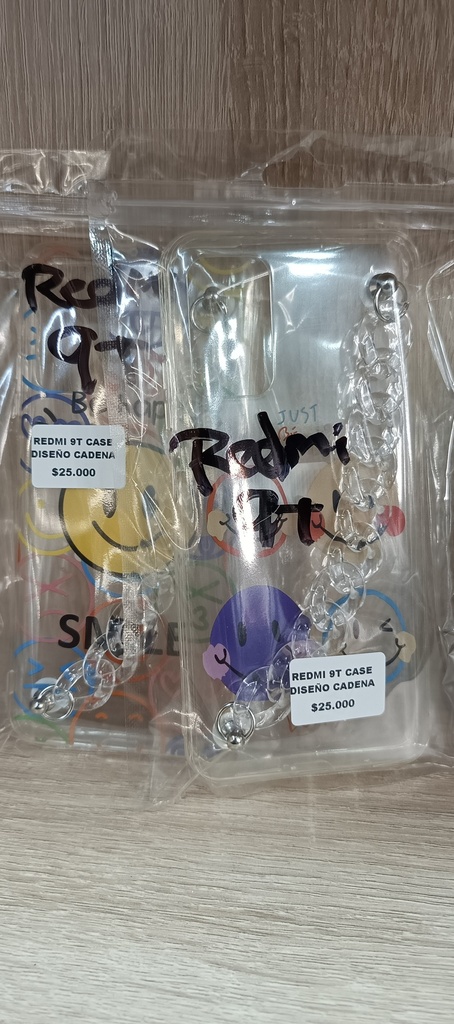 Redmi
9t
REDMI 9T CASE
DISEÑO CADENA
$25.000
SMILE
JUST
Redmi
9t
REDMI 9T CASE
DISEÑO CADENA
$25.000